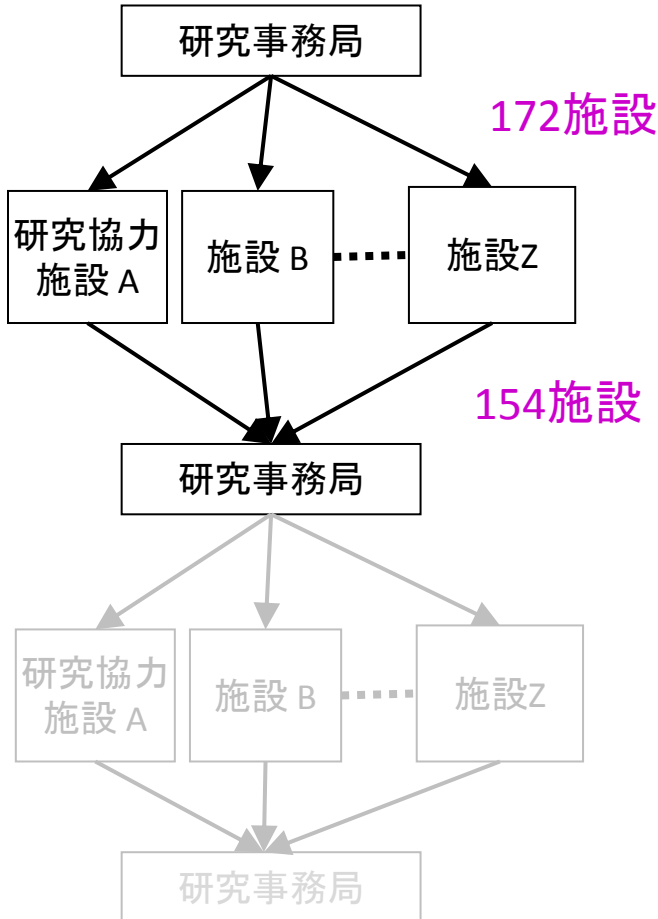 研究事務局
172施設
研究協力
施設 A
施設 B
施設Z
154施設
研究事務局
研究協力
施設 A
施設 B
施設Z
研究事務局